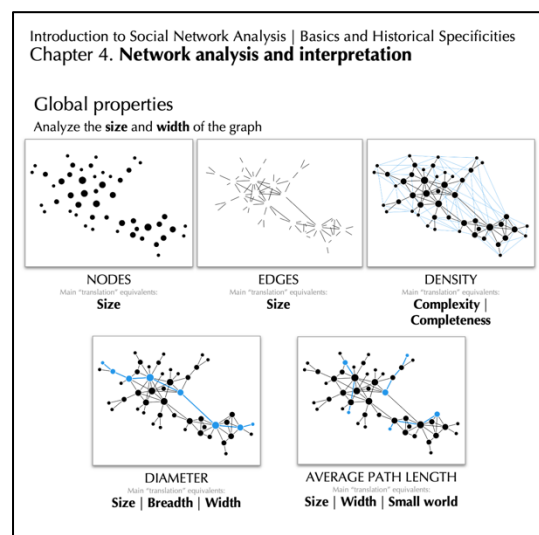 Introduction to Social Network Analysis | Basics and Historical Specificities
Chapter 4. Network analysis and interpretation
Global properties
Analyze the size and width of the graph
NODES
Main "translation" equivalents:
Size
EDGES
Main "translation" equivalents:
Size
DENSITY
Main "translation" equivalents:
Complexity |
Completeness
DIAMETER
Main "translation" equivalents:
Size | Breadth | Width
AVERAGE PATH LENGTH
Main "translation" equivalents:
Size | Width | Small world